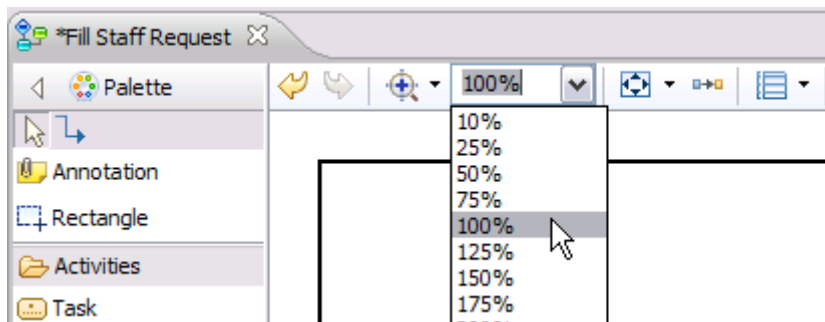 *Fill Staff Request
Palette
100%
10%
25%
50%
75%
100%
125%
150%
175%
Annotation
Rectangle
Activities
Task